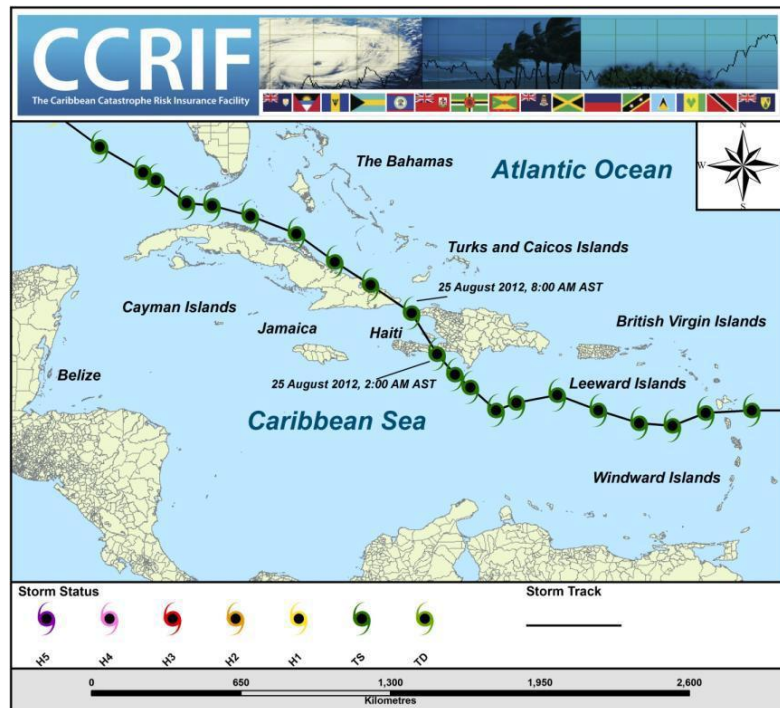 CCRIF
The Caribbean Catastrophe Risk Insurance Facility
N
W
S
The Bahamas
Atlantic Ocean
Turks and Caicos Islands
25 August 2012, 8:00 AM AST
Cayman Islands
Jamaica
Haiti
British Virgin Islands
Belize
25 August 2012, 2:00 AM AST
Leeward Islands
Caribbean Sea
Windward Islands
Storm Status
Storm Track
H5
H4
H3
H2
H1
TS
TD
0
650
1,300
1,950
2,600
Kilometres